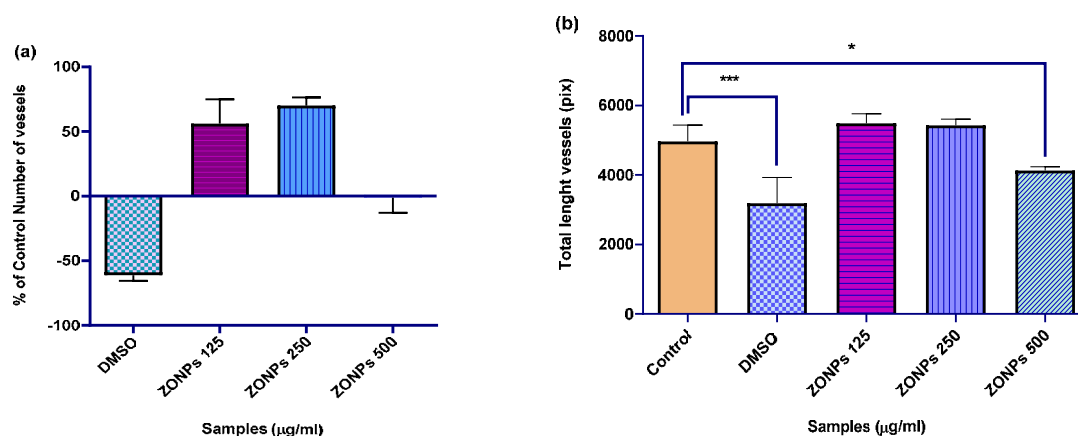 (a)
% of Control Number of vessels
100
50
0
-50
-100
DMSO
ZONPs 125
ZONPs 250
ZONPs 500
Samples (µg/ml)
(b)
Total lenght vessels (pix)
8000
6000
4000
2000
0
***
*
Control
DMSO
ZONPs 125
ZONPs 250
ZONPs 500
Samples (µg/ml)